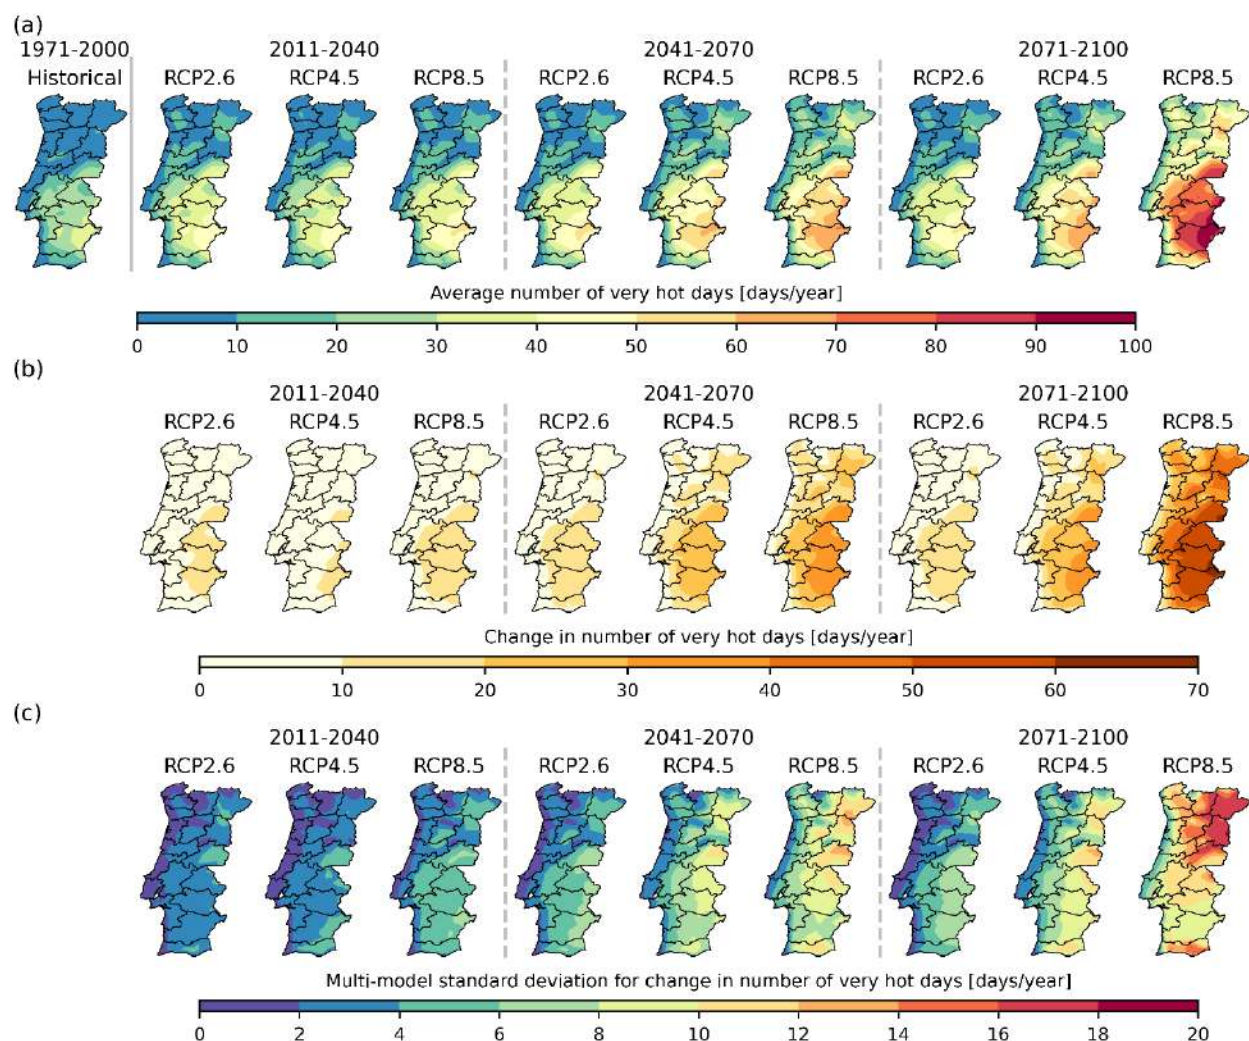 (a)
1971-2000 2011-2040 2041-2070 2071-2100
Historical RCP2.6 RCP4.5 RCP8.5 RCP2.6 RCP4.5 RCP8.5 RCP2.6 RCP4.5 RCP8.5
Average number of very hot days [days/year]
0 10 20 30 40 50 60 70 80 90 100
(b)
2011-2040 2041-2070 2071-2100
RCP2.6 RCP4.5 RCP8.5 RCP2.6 RCP4.5 RCP8.5 RCP2.6 RCP4.5 RCP8.5
Change in number of very hot days [days/year]
0 10 20 30 40 50 60 70
(c)
2011-2040 2041-2070 2071-2100
RCP2.6 RCP4.5 RCP8.5 RCP2.6 RCP4.5 RCP8.5 RCP2.6 RCP4.5 RCP8.5
Multi-model standard deviation for change in number of very hot days [days/year]
0 2 4 6 8 10 12 14 16 18 20